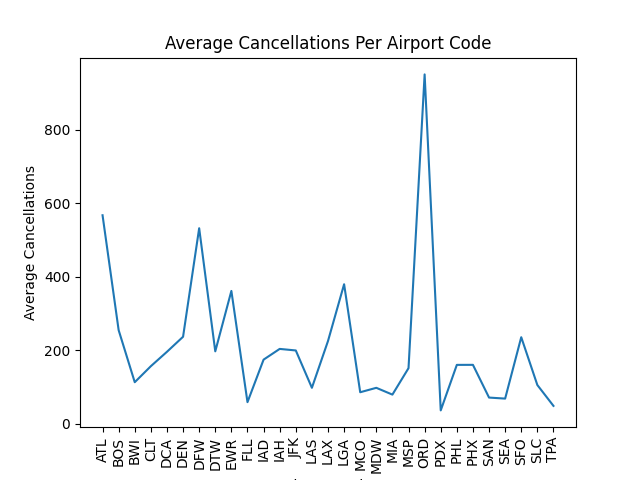 Average Cancellations Per Airport Code
Average Cancellations
800
600
400
200
0
ATL
BOS
BWI
CLT
DCA
DEN
DFW
DTW
EWR
FLL
IAD
IAH
JFK
LAS
LAX
LGA
MCO
MDW
MIA
MSP
ORD
PDX
PHL
PHX
SAN
SEA
SFO
SLC
TPA